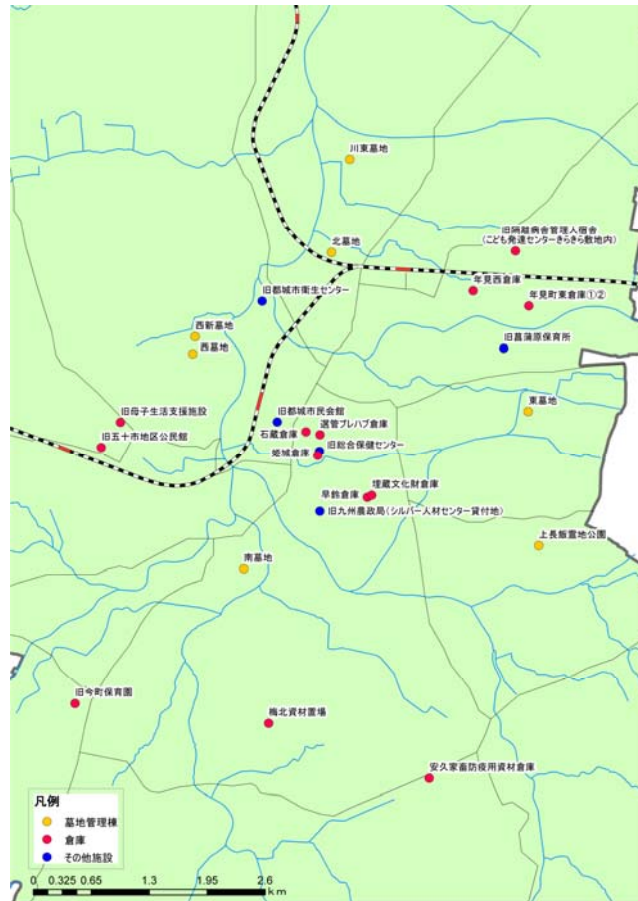 川東墓地
北墓地
旧隔離病舎管理人宿舎
(こども発達センターきらきら敷地内)
年見西倉庫
年見町東倉庫①②
旧都城市衛生センター
西新墓地
西墓地
旧菖蒲原保育所
旧母子生活支援施設
旧五十市地区公民館
旧都城市民会館
石蔵倉庫
選管プレハブ倉庫
旧総合保健センター
姫城倉庫
東墓地
埋蔵文化財倉庫
早鈴倉庫
旧九州農政局(シルバー人材センター貸付地)
上長飯霊地公園
南墓地
旧今町保育園
梅北資材置場
安久家畜防疫用資材倉庫
凡例
墓地管理棟
倉庫
その他施設
0 0.325 0.65 1.3 1.95 2.6
km